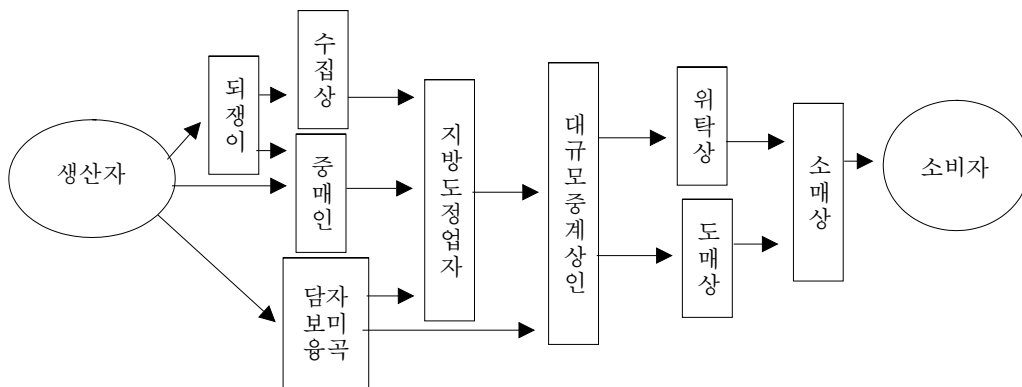 생산자
되쟁이
수집상
중매인
담자
보미
융곡
지방도정업자
대규모중계상인
위탁상
도매상
소매상
소비자